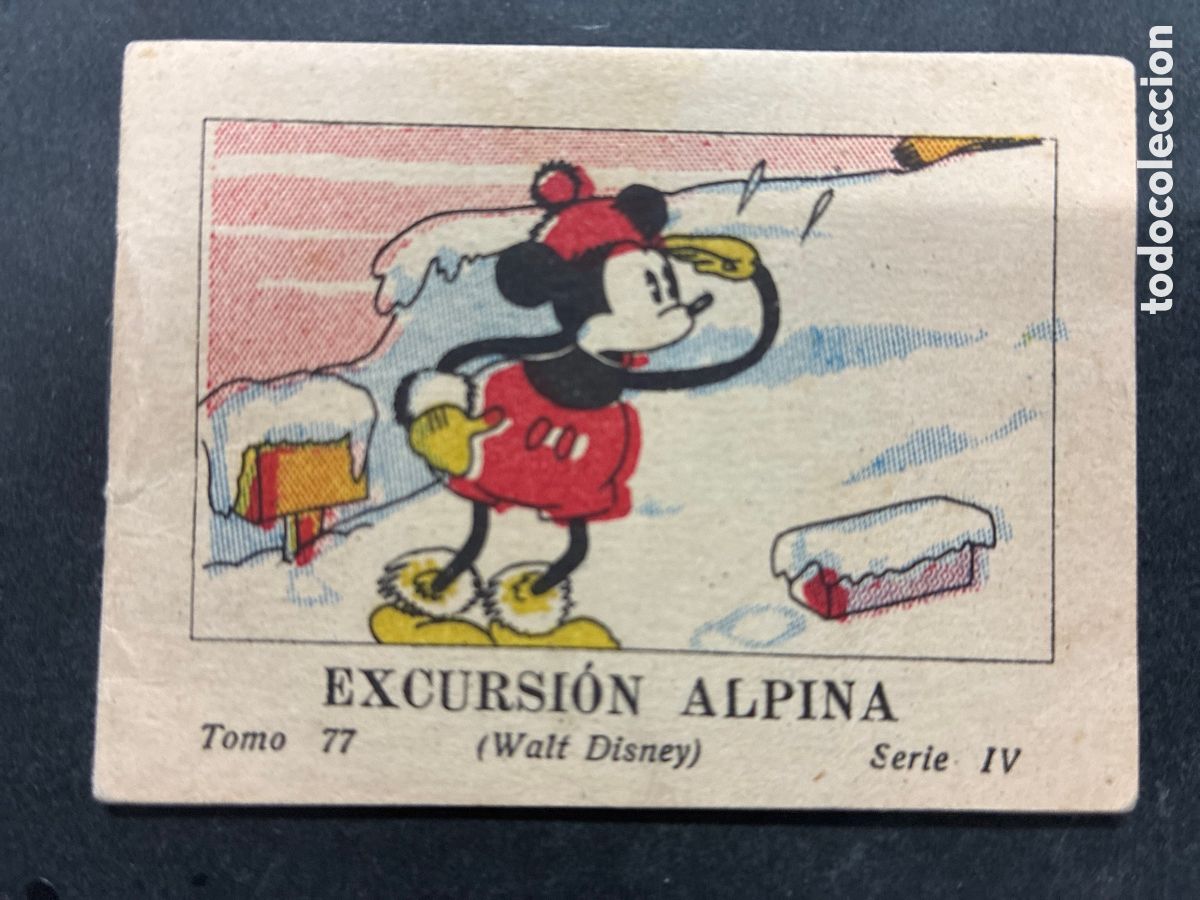 EXCURSIÓN ALPINA
Tomo 77 (Walt Disney) Serie IV
todocoleccion